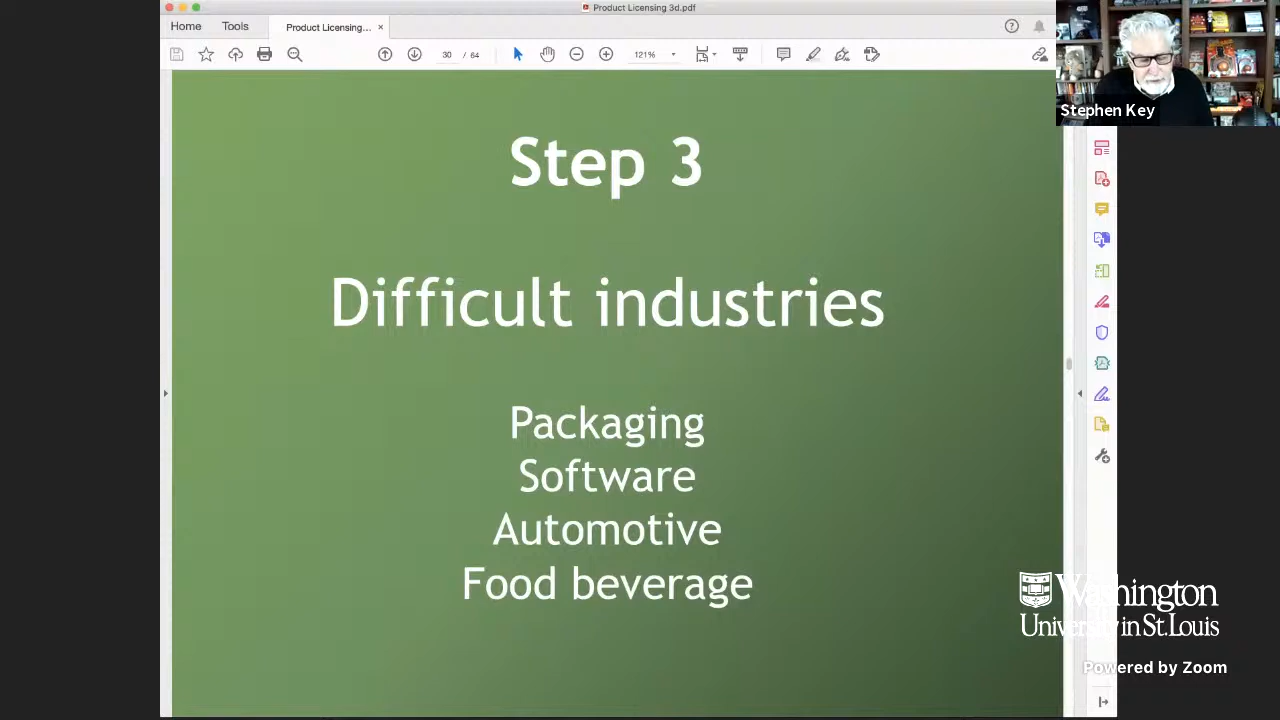 Product Licensing 3d.pdf
Home
Tools
Product Licensing...
30 / 64
121%
Stephen Key
Step 3
Difficult industries
Packaging
Software
Automotive
Food beverage
Washington
University in St. Louis
Powered by Zoom